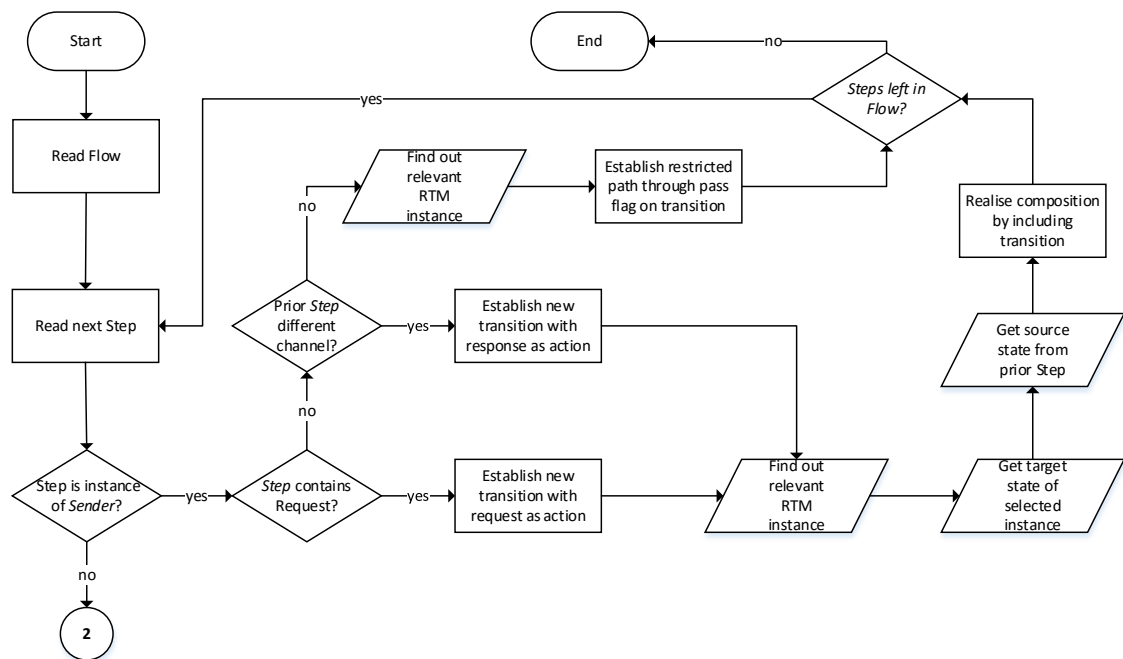 Start
End
no
Steps left in
Flow?
yes
Read Flow
Find out
relevant
RTM
instance
Establish restricted
path through pass
flag on transition
no
Realise composition
by including
transition
Read next Step
Prior Step
different
channel?
yes
Establish new
transition with
response as action
Get source
state from
prior Step
no
Step is instance
of Sender?
yes
Step contains
Request?
yes
Establish new
transition with
request as action
Find out
relevant
RTM
instance
Get target
state of
selected
instance
no
2